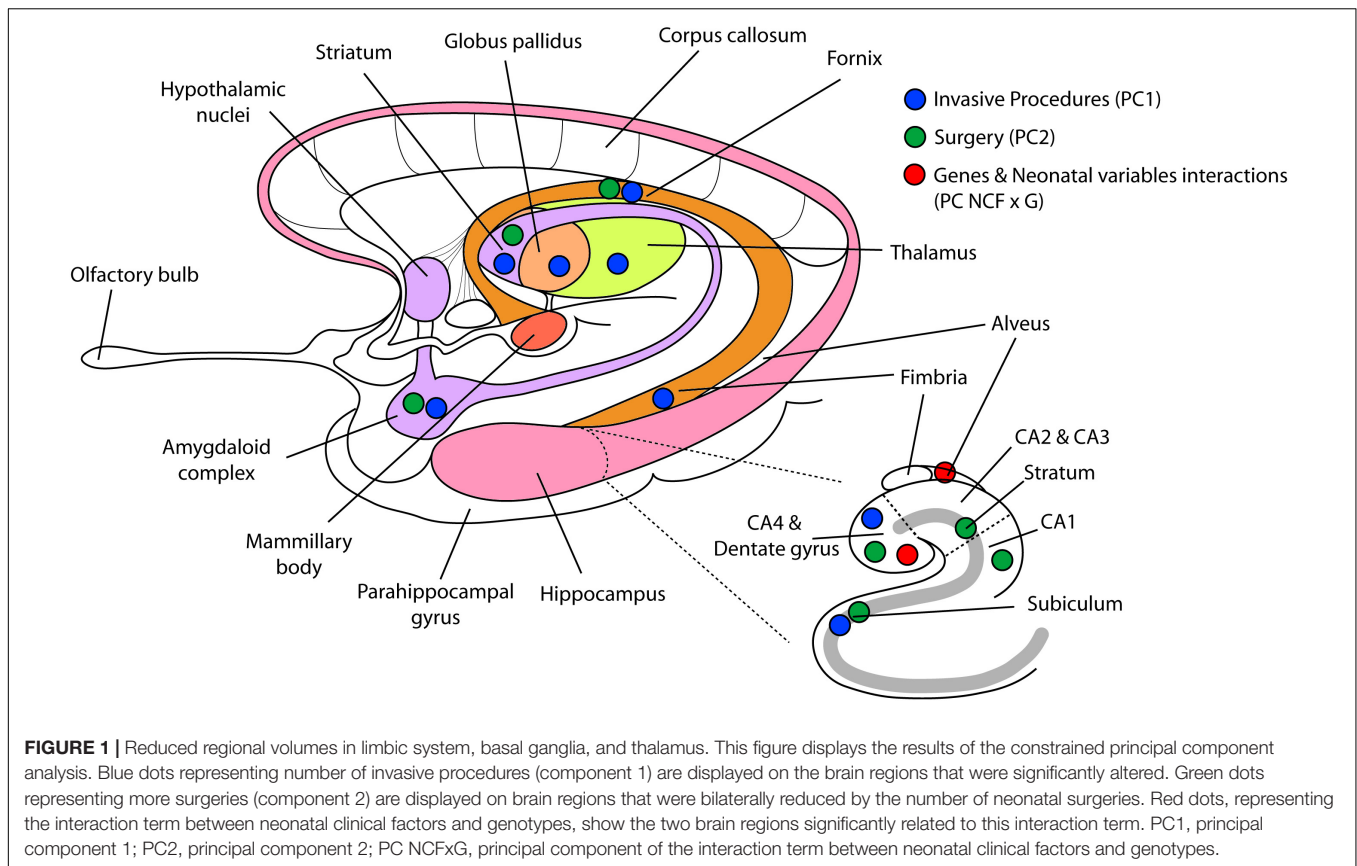 Corpus callosum
Globus pallidus
Striatum
Fornix
Hypothalamic
nuclei
Invasive Procedures (PC1)
Surgery (PC2)
Genes & Neonatal variables interactions
(PC NCF x G)
Thalamus
Olfactory bulb
Alveus
Fimbria
CA2 & CA3
Stratum
Amygdaloid
complex
CA1
CA4 &
Dentate gyrus
Mammillary
body
Parahippocampal
gyrus
Hippocampus
Subiculum
FIGURE 1 | Reduced regional volumes in limbic system, basal ganglia, and thalamus. This figure displays the results of the constrained principal component
analysis. Blue dots representing number of invasive procedures (component 1) are displayed on the brain regions that were significantly altered. Green dots
representing more surgeries (component 2) are displayed on brain regions that were bilaterally reduced by the number of neonatal surgeries. Red dots, representing
the interaction term between neonatal clinical factors and genotypes, show the two brain regions significantly related to this interaction term. PC1, principal
component 1; PC2, principal component 2; PC NCFxG, principal component of the interaction term between neonatal clinical factors and genotypes.